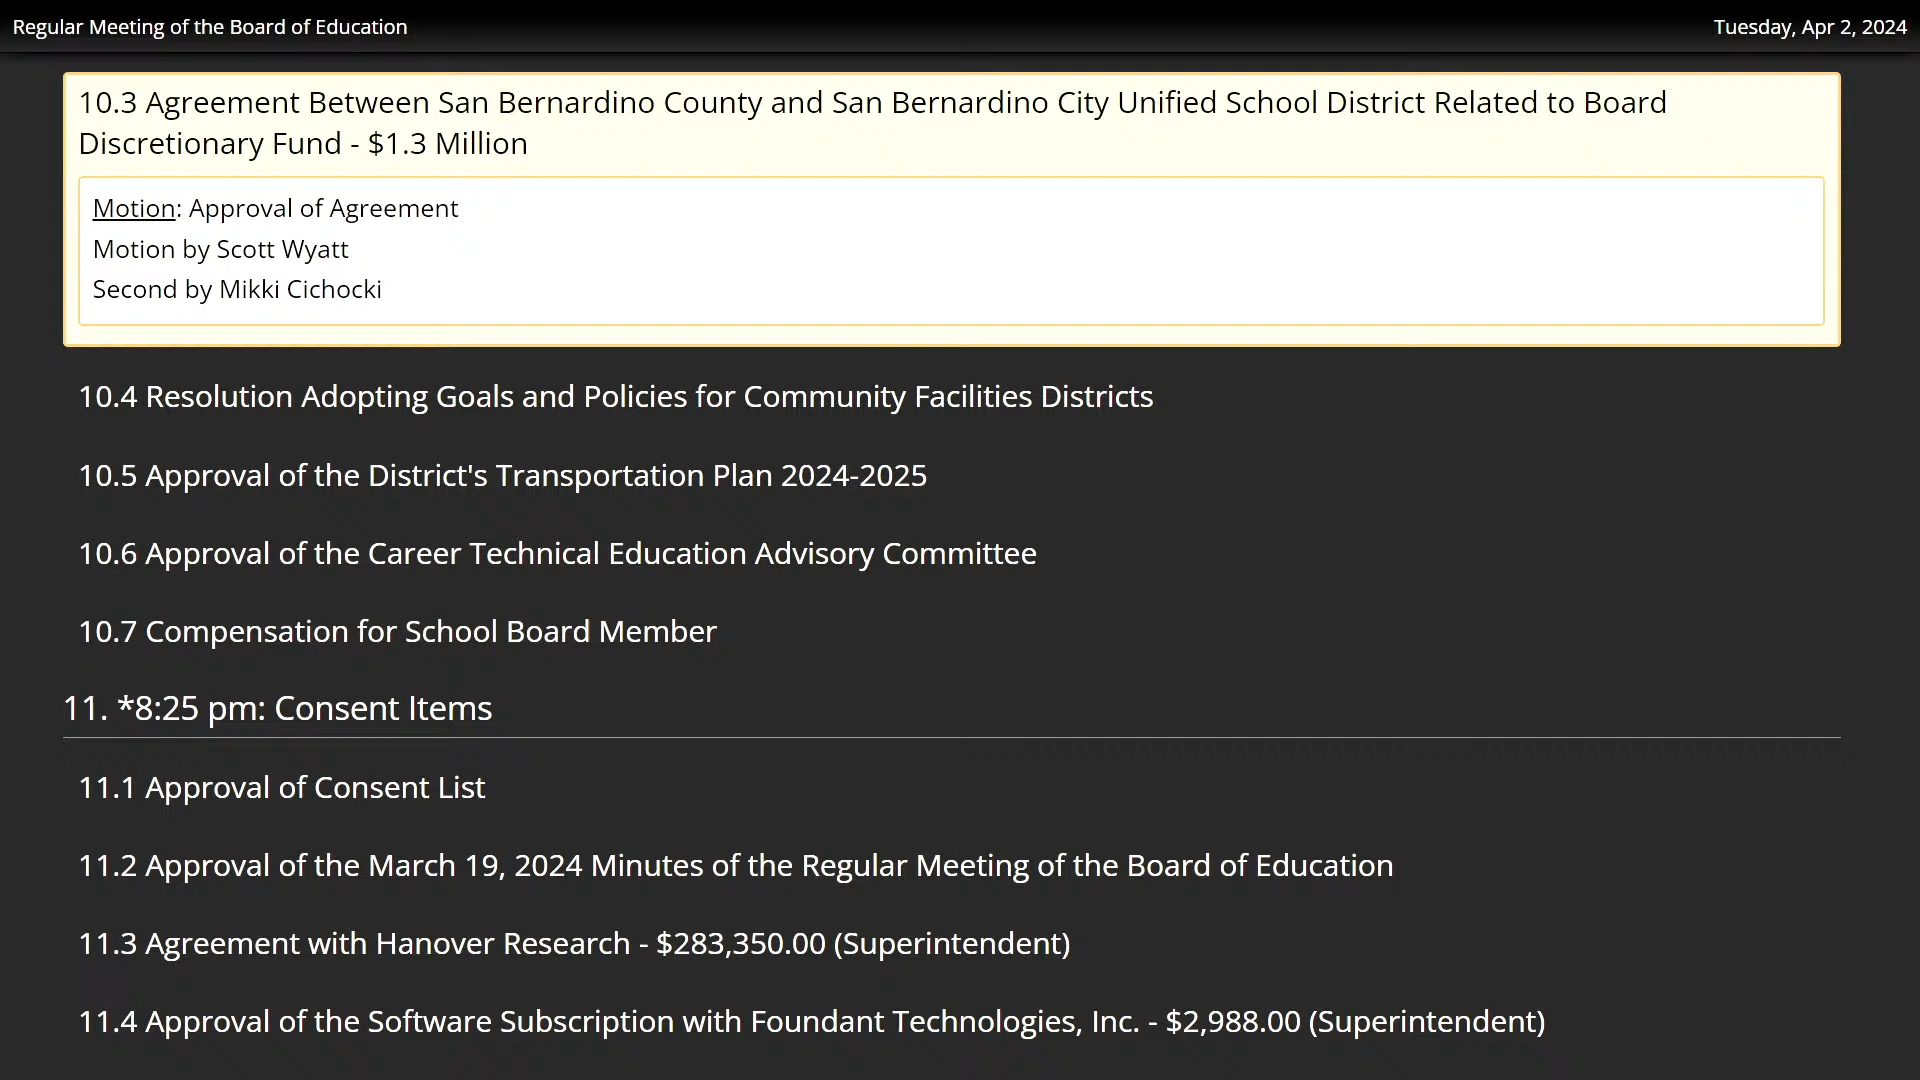 Regular Meeting of the Board of Education
Tuesday, Apr 2, 2024
10.3 Agreement Between San Bernardino County and San Bernardino City Unified School District Related to Board
Discretionary Fund - $1.3 Million
Motion: Approval of Agreement
Motion by Scott Wyatt
Second by Mikki Cichocki
10.4 Resolution Adopting Goals and Policies for Community Facilities Districts
10.5 Approval of the District's Transportation Plan 2024-2025
10.6 Approval of the Career Technical Education Advisory Committee
10.7 Compensation for School Board Member
11. *8:25 pm: Consent Items
11.1 Approval of Consent List
11.2 Approval of the March 19, 2024 Minutes of the Regular Meeting of the Board of Education
11.3 Agreement with Hanover Research - $283,350.00 (Superintendent)
11.4 Approval of the Software Subscription with Foundant Technologies, Inc. - $2,988.00 (Superintendent)